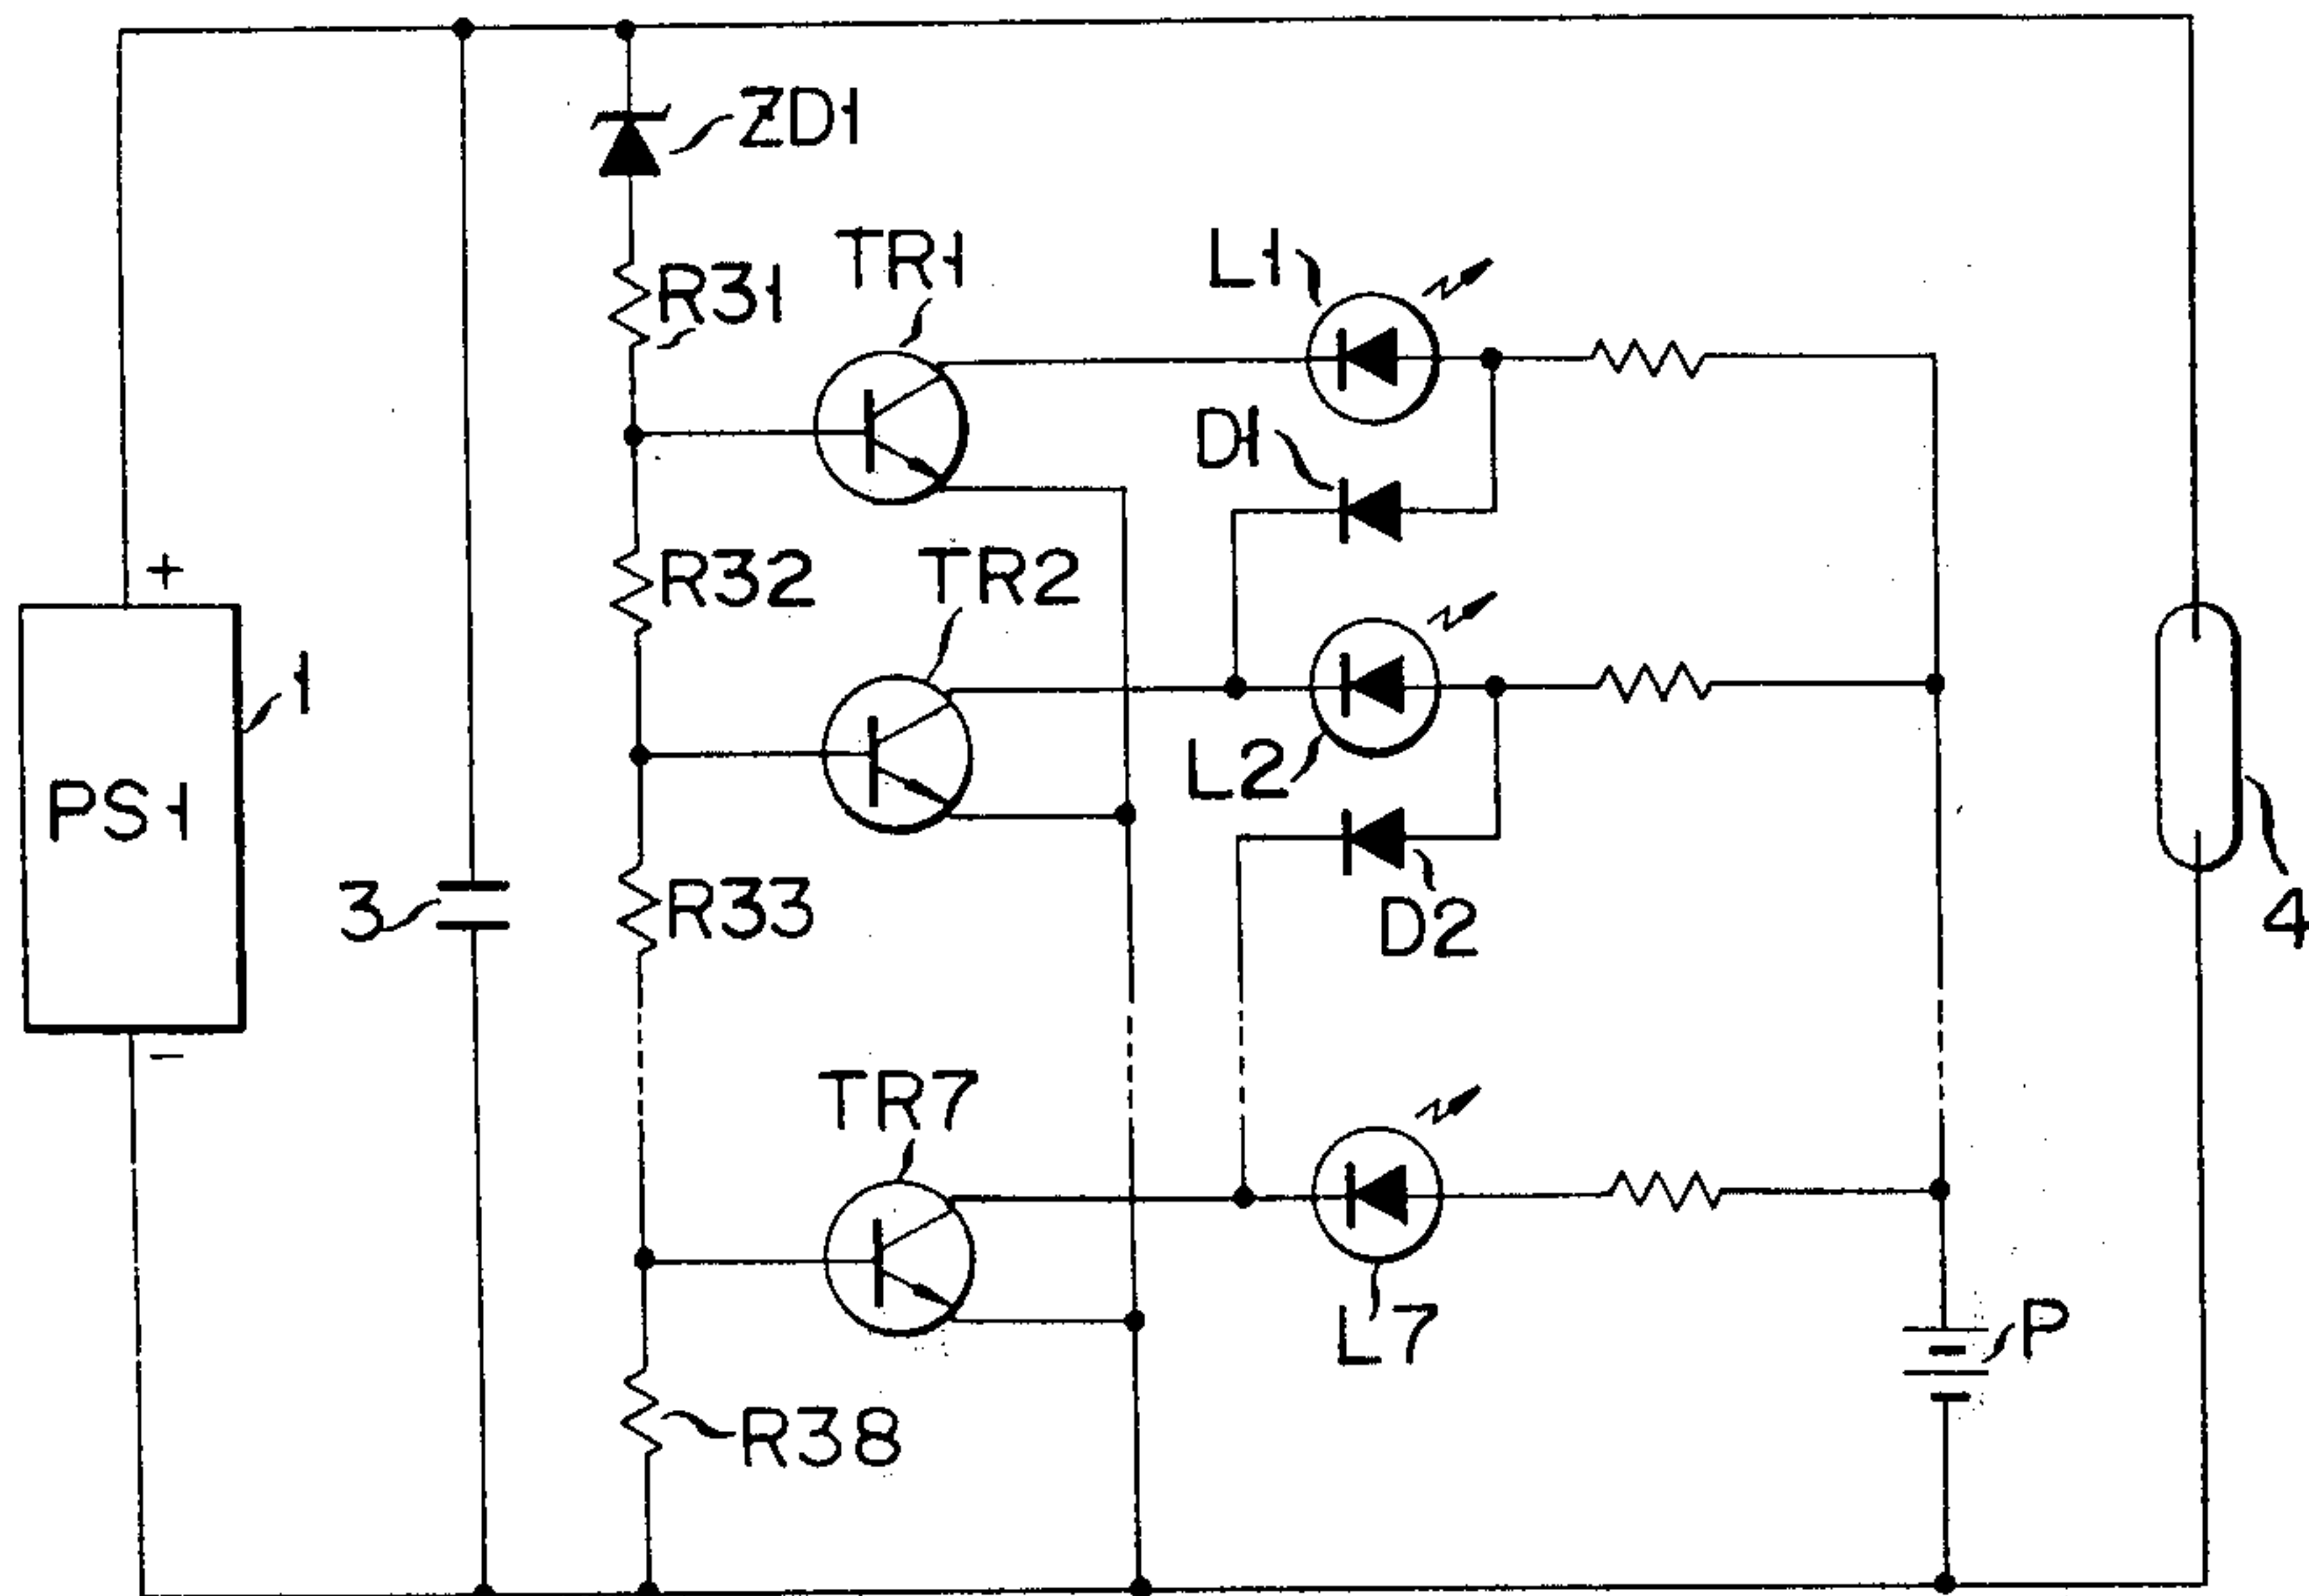 ZD1
R31
TR1
L1
D1
+
R32
TR2
1
PS1
L2
3
R33
D2
4
−
TR7
L7
P
R38